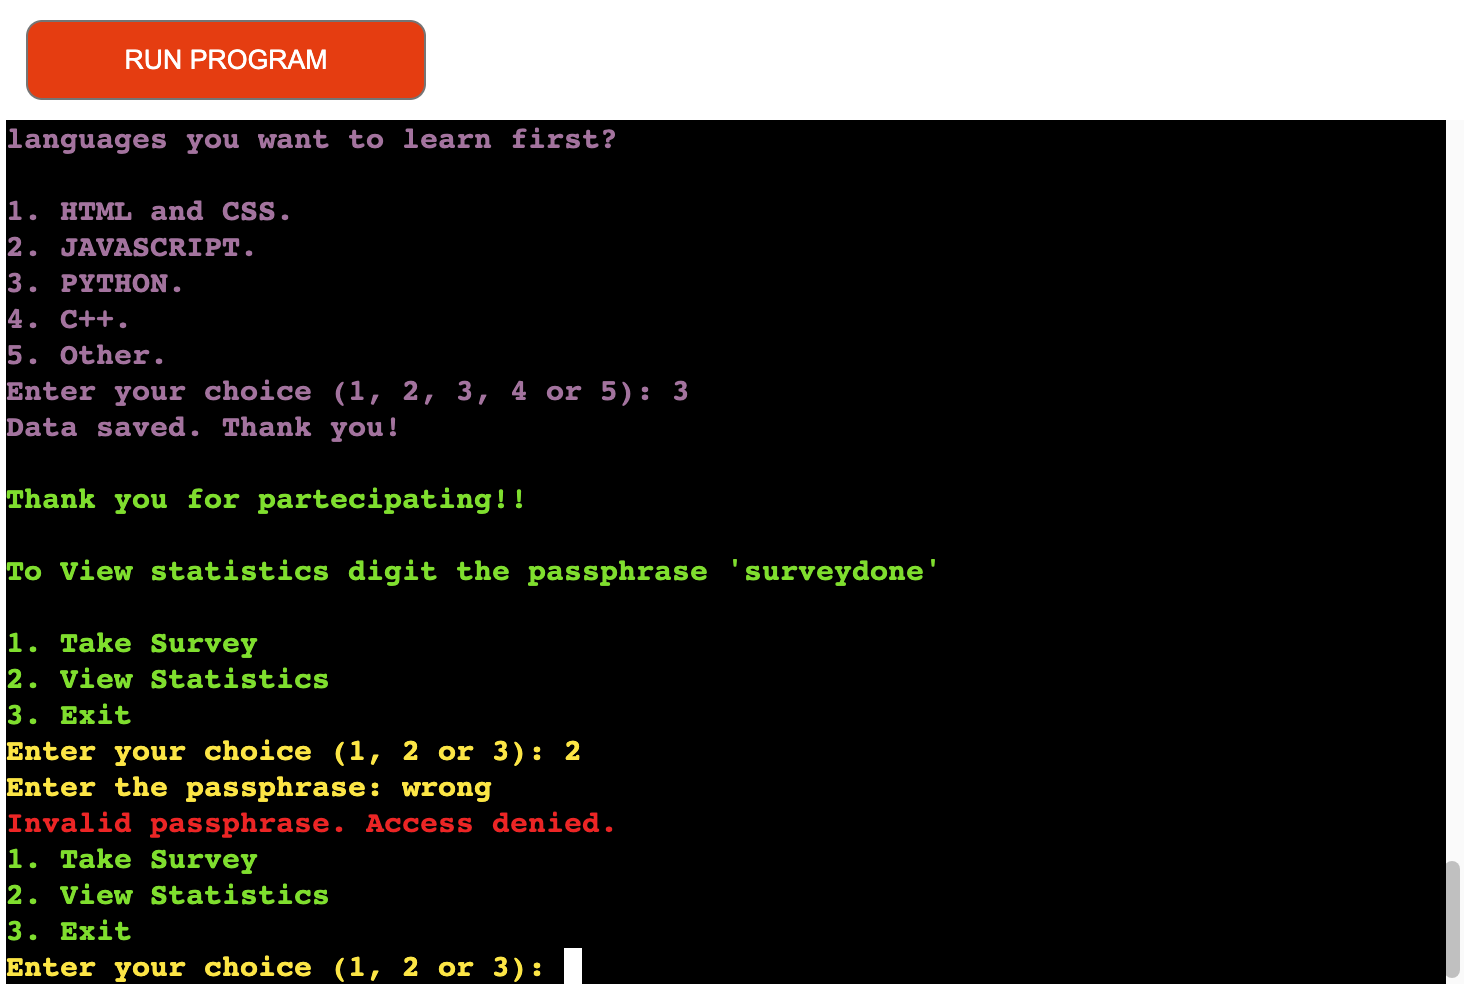 RUN PROGRAM
languages you want to learn first?
1. HTML and CSS.
2. JAVASCRIPT.
3. PYTHON.
4. C++.
5. Other.
Enter your choice (1, 2, 3, 4 or 5): 3
Data saved. Thank you!
Thank you for partecipating!!
To View statistics digit the passphrase 'surveydone'
1. Take Survey
2. View Statistics
3. Exit
Enter your choice (1, 2 or 3): 2
Enter the passphrase: wrong
Invalid passphrase. Access denied.
1. Take Survey
2. View Statistics
3. Exit
Enter your choice (1, 2 or 3):